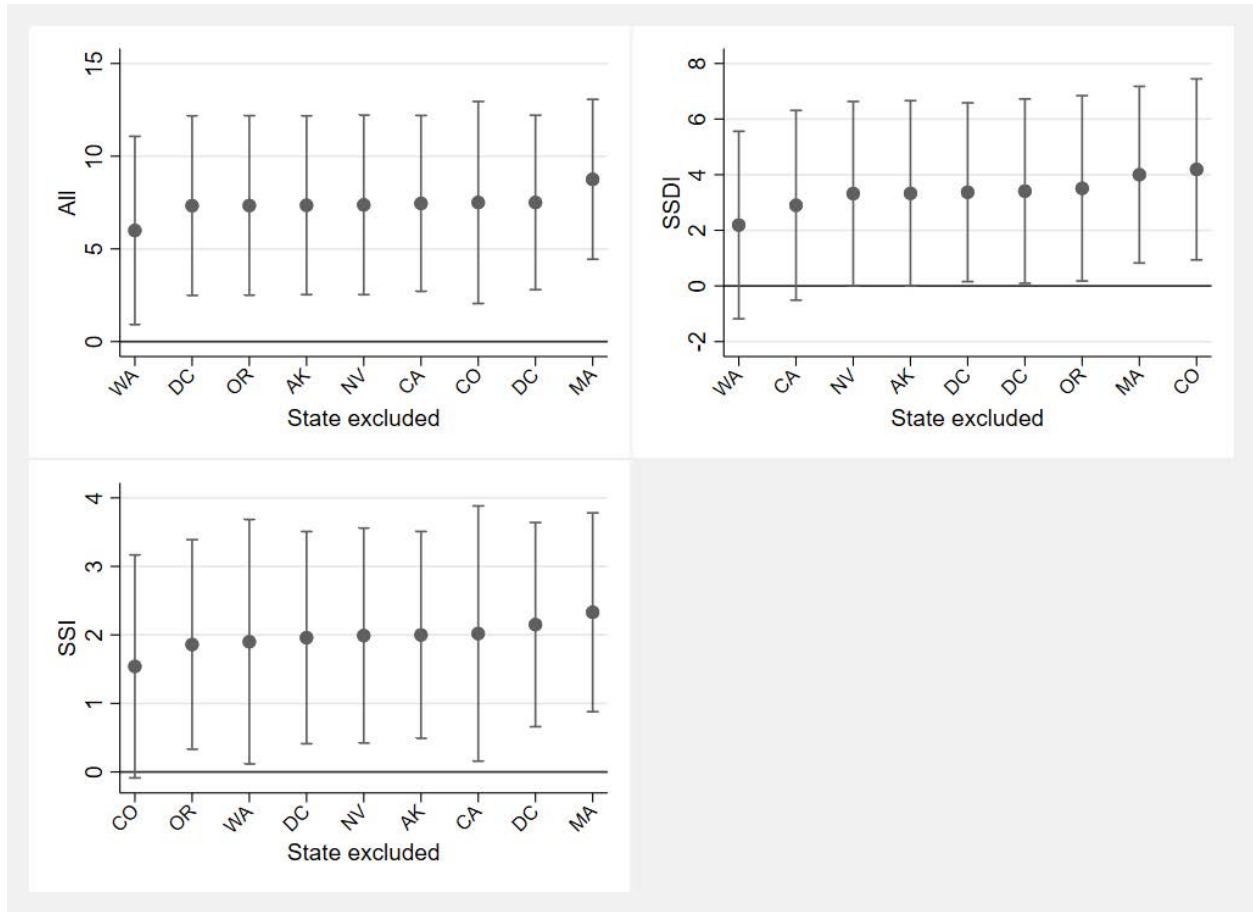 All
15
10
5
0
WA DC OR AK NV CA CO DC MA
State excluded
SSDI
8
6
4
2
0
-2
WA CA NV AK DC DC OR MA CO
State excluded
SSI
4
3
2
1
0
CO OR WA DC NV AK CA DC MA
State excluded